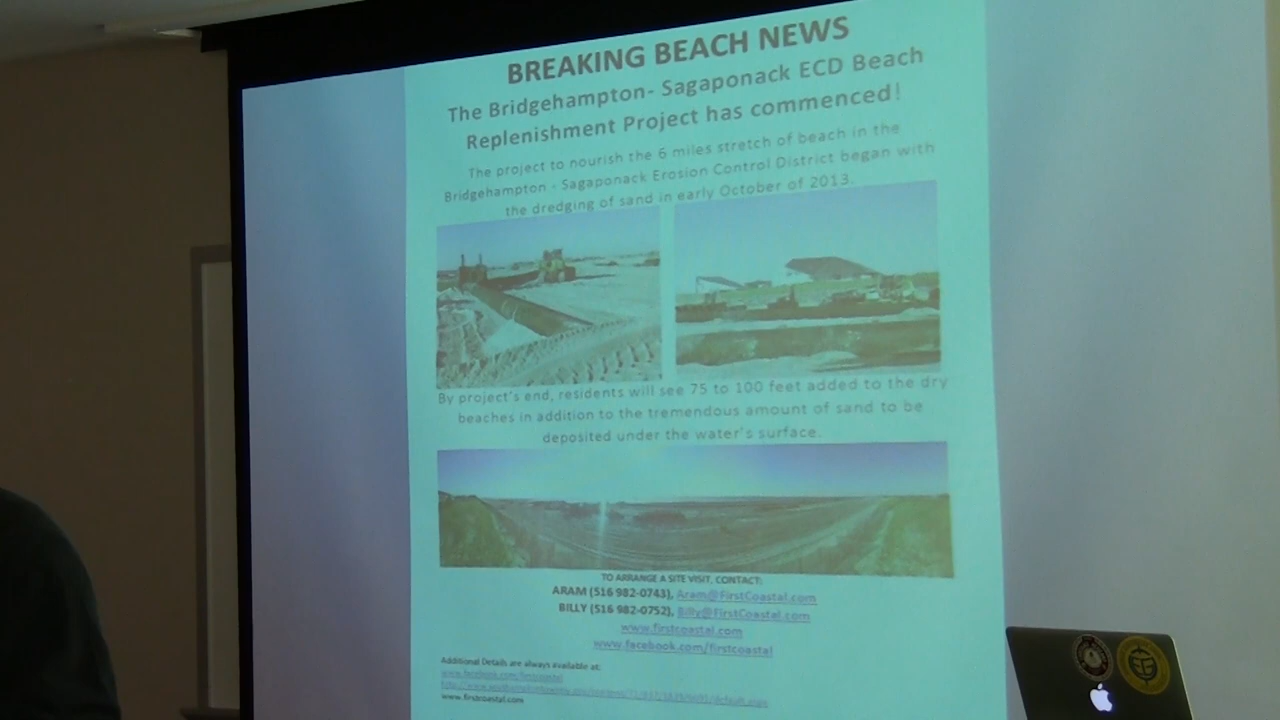 BREAKING BEACH NEWS
The Bridgehampton- Sagaponack ECD Beach
Replenishment Project has commenced!
The project to nourish the 6 miles stretch of beach in the
Bridgehampton - Sagaponack Erosion Control District began with
the dredging of sand in early October of 2013.
By project's end, residents will see 75 to 100 feet added to the dry
beaches in addition to the tremendous amount of sand to be
deposited under the water's surface.
TO ARRANGE A SITE VISIT, CONTACT:
ARAM (516 982-0743), Aram@FirstCoastal.com
BILLY (516 982-0752), Billy@FirstCoastal.com
www.firstcoastal.com
www.facebook.com/firstcoastal
Additional Details are always available at:
www.facebook.com/firstcoastal
www.firstcoastal.com